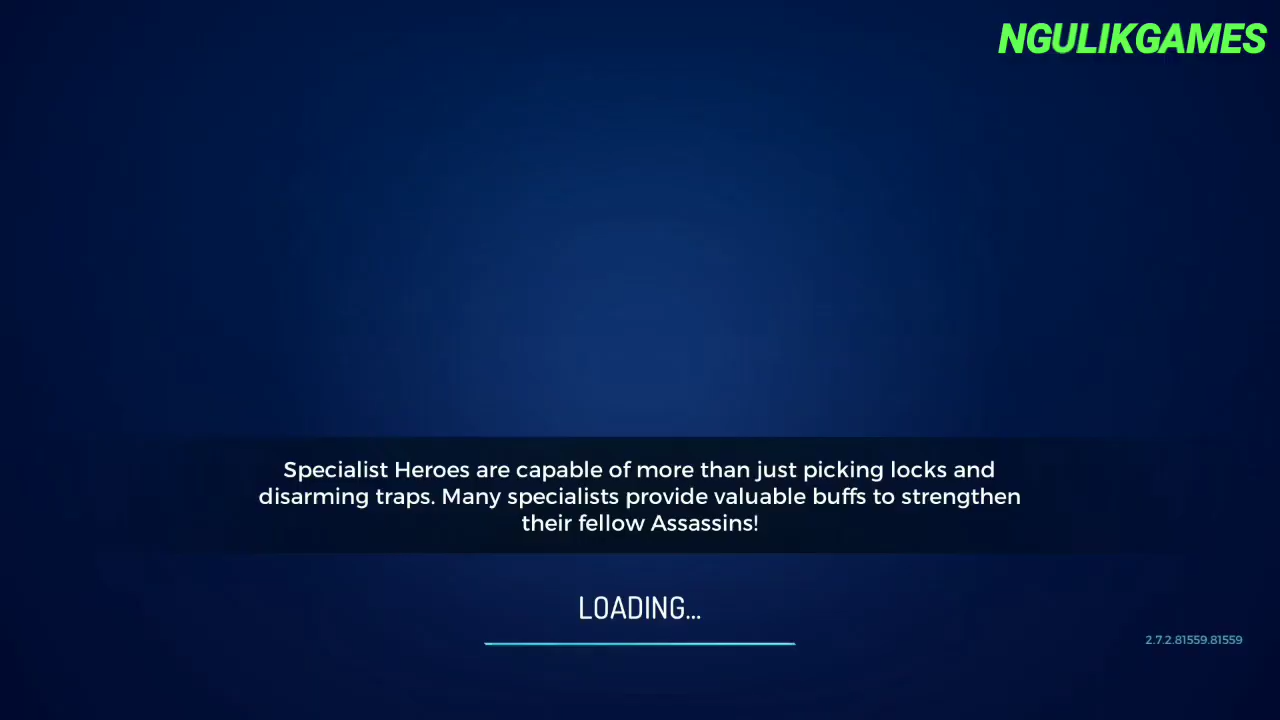 NGULIKGAMES
Specialist Heroes are capable of more than just picking locks and
disarming traps. Many specialists provide valuable buffs to strengthen
their fellow Assassins!
LOADING...
2.7.2.81559.81559